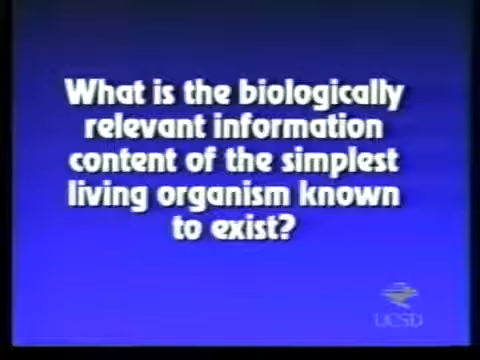 What is the biologically
relevant information
content of the simplest
living organism known
to exist?
UCSD